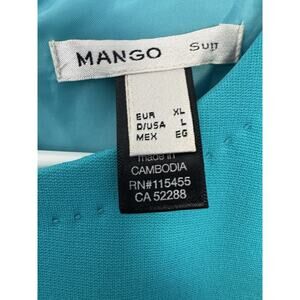 MANGO Suit
EUR XL
D/USA L
MEX EG
made in
CAMBODIA
RN#115455
CA 52288